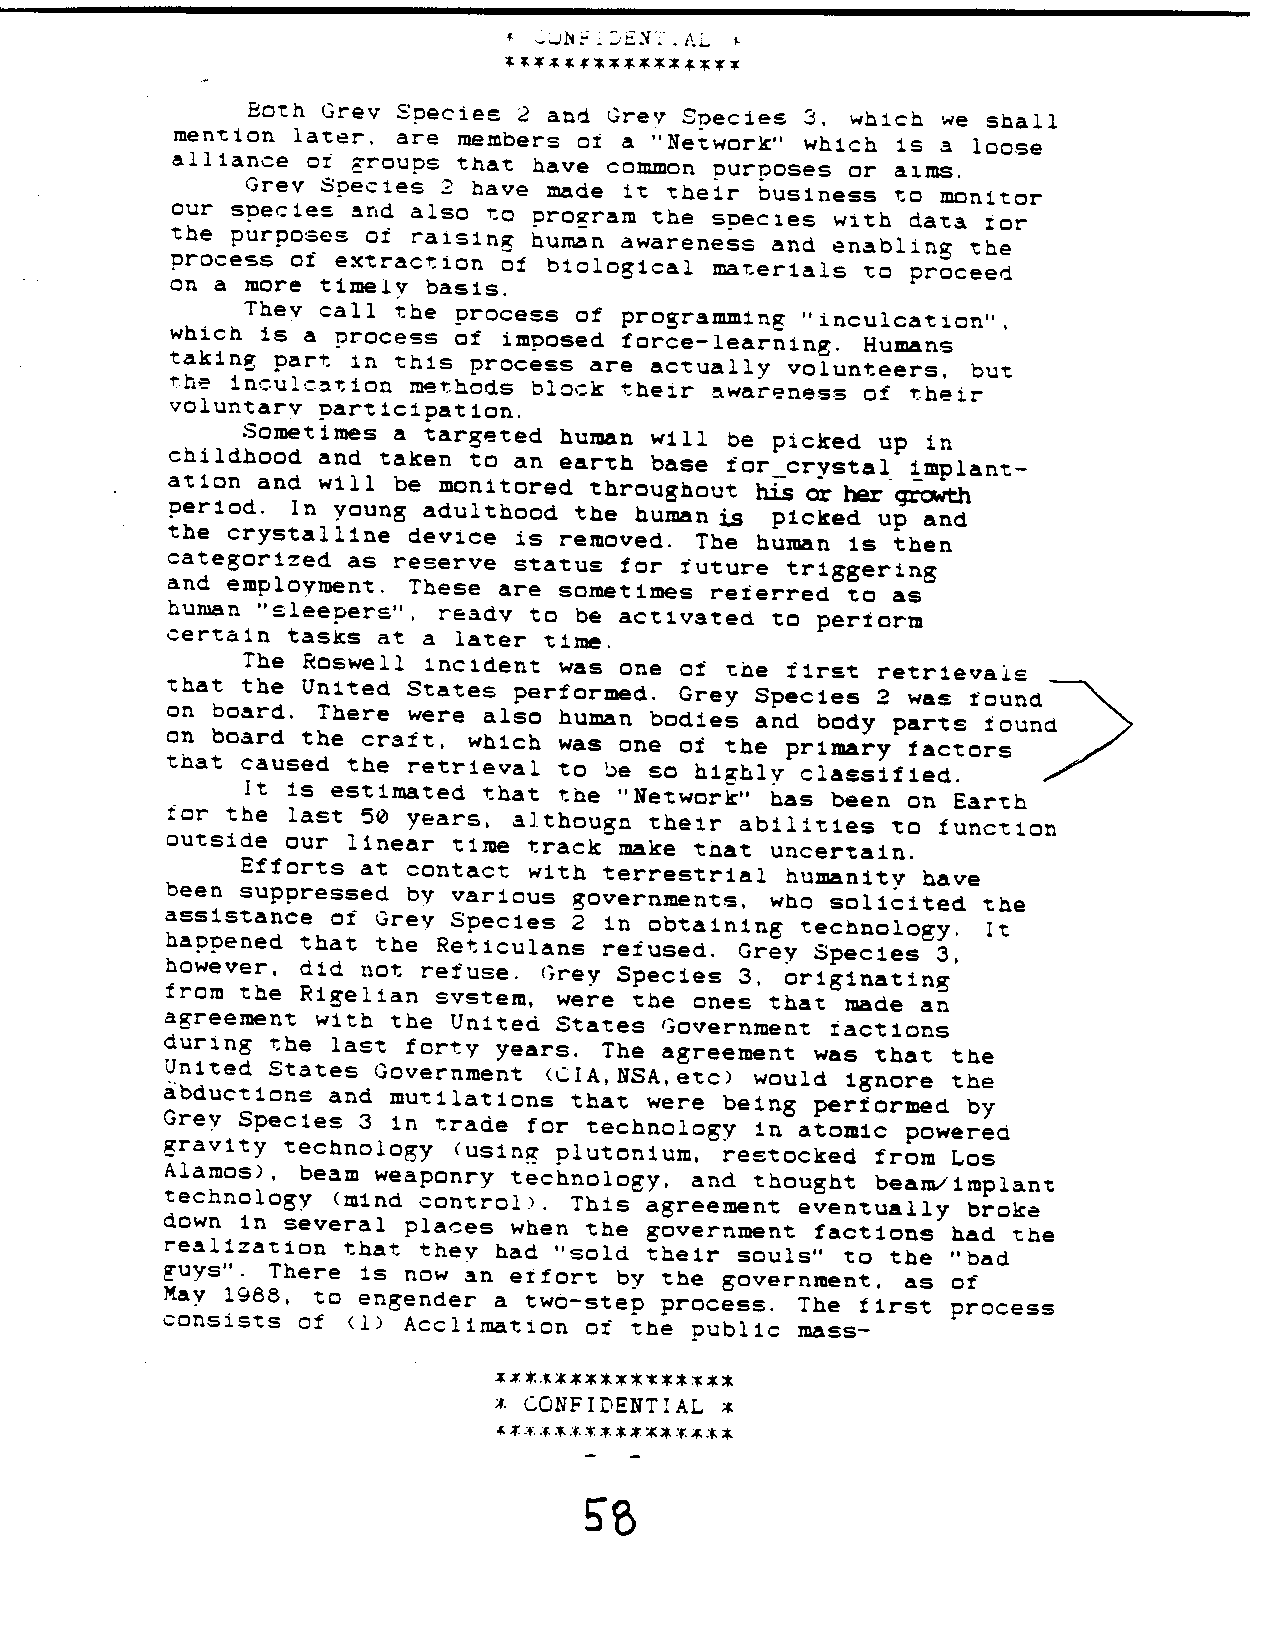 * CONFIDENTIAL *
****************
Both Grey Species 2 and Grey Species 3, which we shall
mention later, are members of a "Network" which is a loose
alliance of groups that have common purposes or aims.
Grey Species 2 have made it their business to monitor
our species and also to program the species with data for
the purposes of raising human awareness and enabling the
process of extraction of biological materials to proceed
on a more timely basis.
They call the process of programming "inculcation",
which is a process of imposed force-learning. Humans
taking part in this process are actually volunteers, but
the inculcation methods block their awareness of their
voluntary participation.
Sometimes a targeted human will be picked up in
childhood and taken to an earth base for crystal implant-
ation and will be monitored throughout his or her growth
period. In young adulthood the human is picked up and
the crystalline device is removed. The human is then
categorized as reserve status for future triggering
and employment. These are sometimes referred to as
human "sleepers", ready to be activated to perform
certain tasks at a later time.
The Roswell incident was one of the first retrievals
that the United States performed. Grey Species 2 was found
on board. There were also human bodies and body parts found
on board the craft, which was one of the primary factors
that caused the retrieval to be so highly classified.
It is estimated that the "Network" has been on Earth
for the last 50 years, although their abilities to function
outside our linear time track make that uncertain.
Efforts at contact with terrestrial humanity have
been suppressed by various governments, who solicited the
assistance of Grey Species 2 in obtaining technology. It
happened that the Reticulans refused. Grey Species 3,
however, did not refuse. Grey Species 3, originating
from the Rigelian system, were the ones that made an
agreement with the United States Government factions
during the last forty years. The agreement was that the
United States Government (CIA,NSA,etc) would ignore the
abductions and mutilations that were being performed by
Grey Species 3 in trade for technology in atomic powered
gravity technology (using plutonium, restocked from Los
Alamos), beam weaponry technology, and thought beam/implant
technology (mind control). This agreement eventually broke
down in several places when the government factions had the
realization that they had "sold their souls" to the "bad
guys". There is now an effort by the government, as of
May 1988, to engender a two-step process. The first process
consists of (1) Acclimation of the public mass-
****************
* CONFIDENTIAL *
****************
- -
58